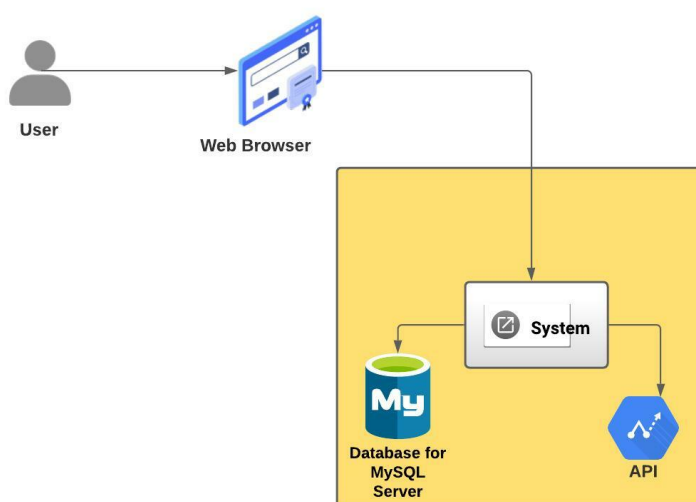 User
Web Browser
System
My
Database for
MySQL
Server
API